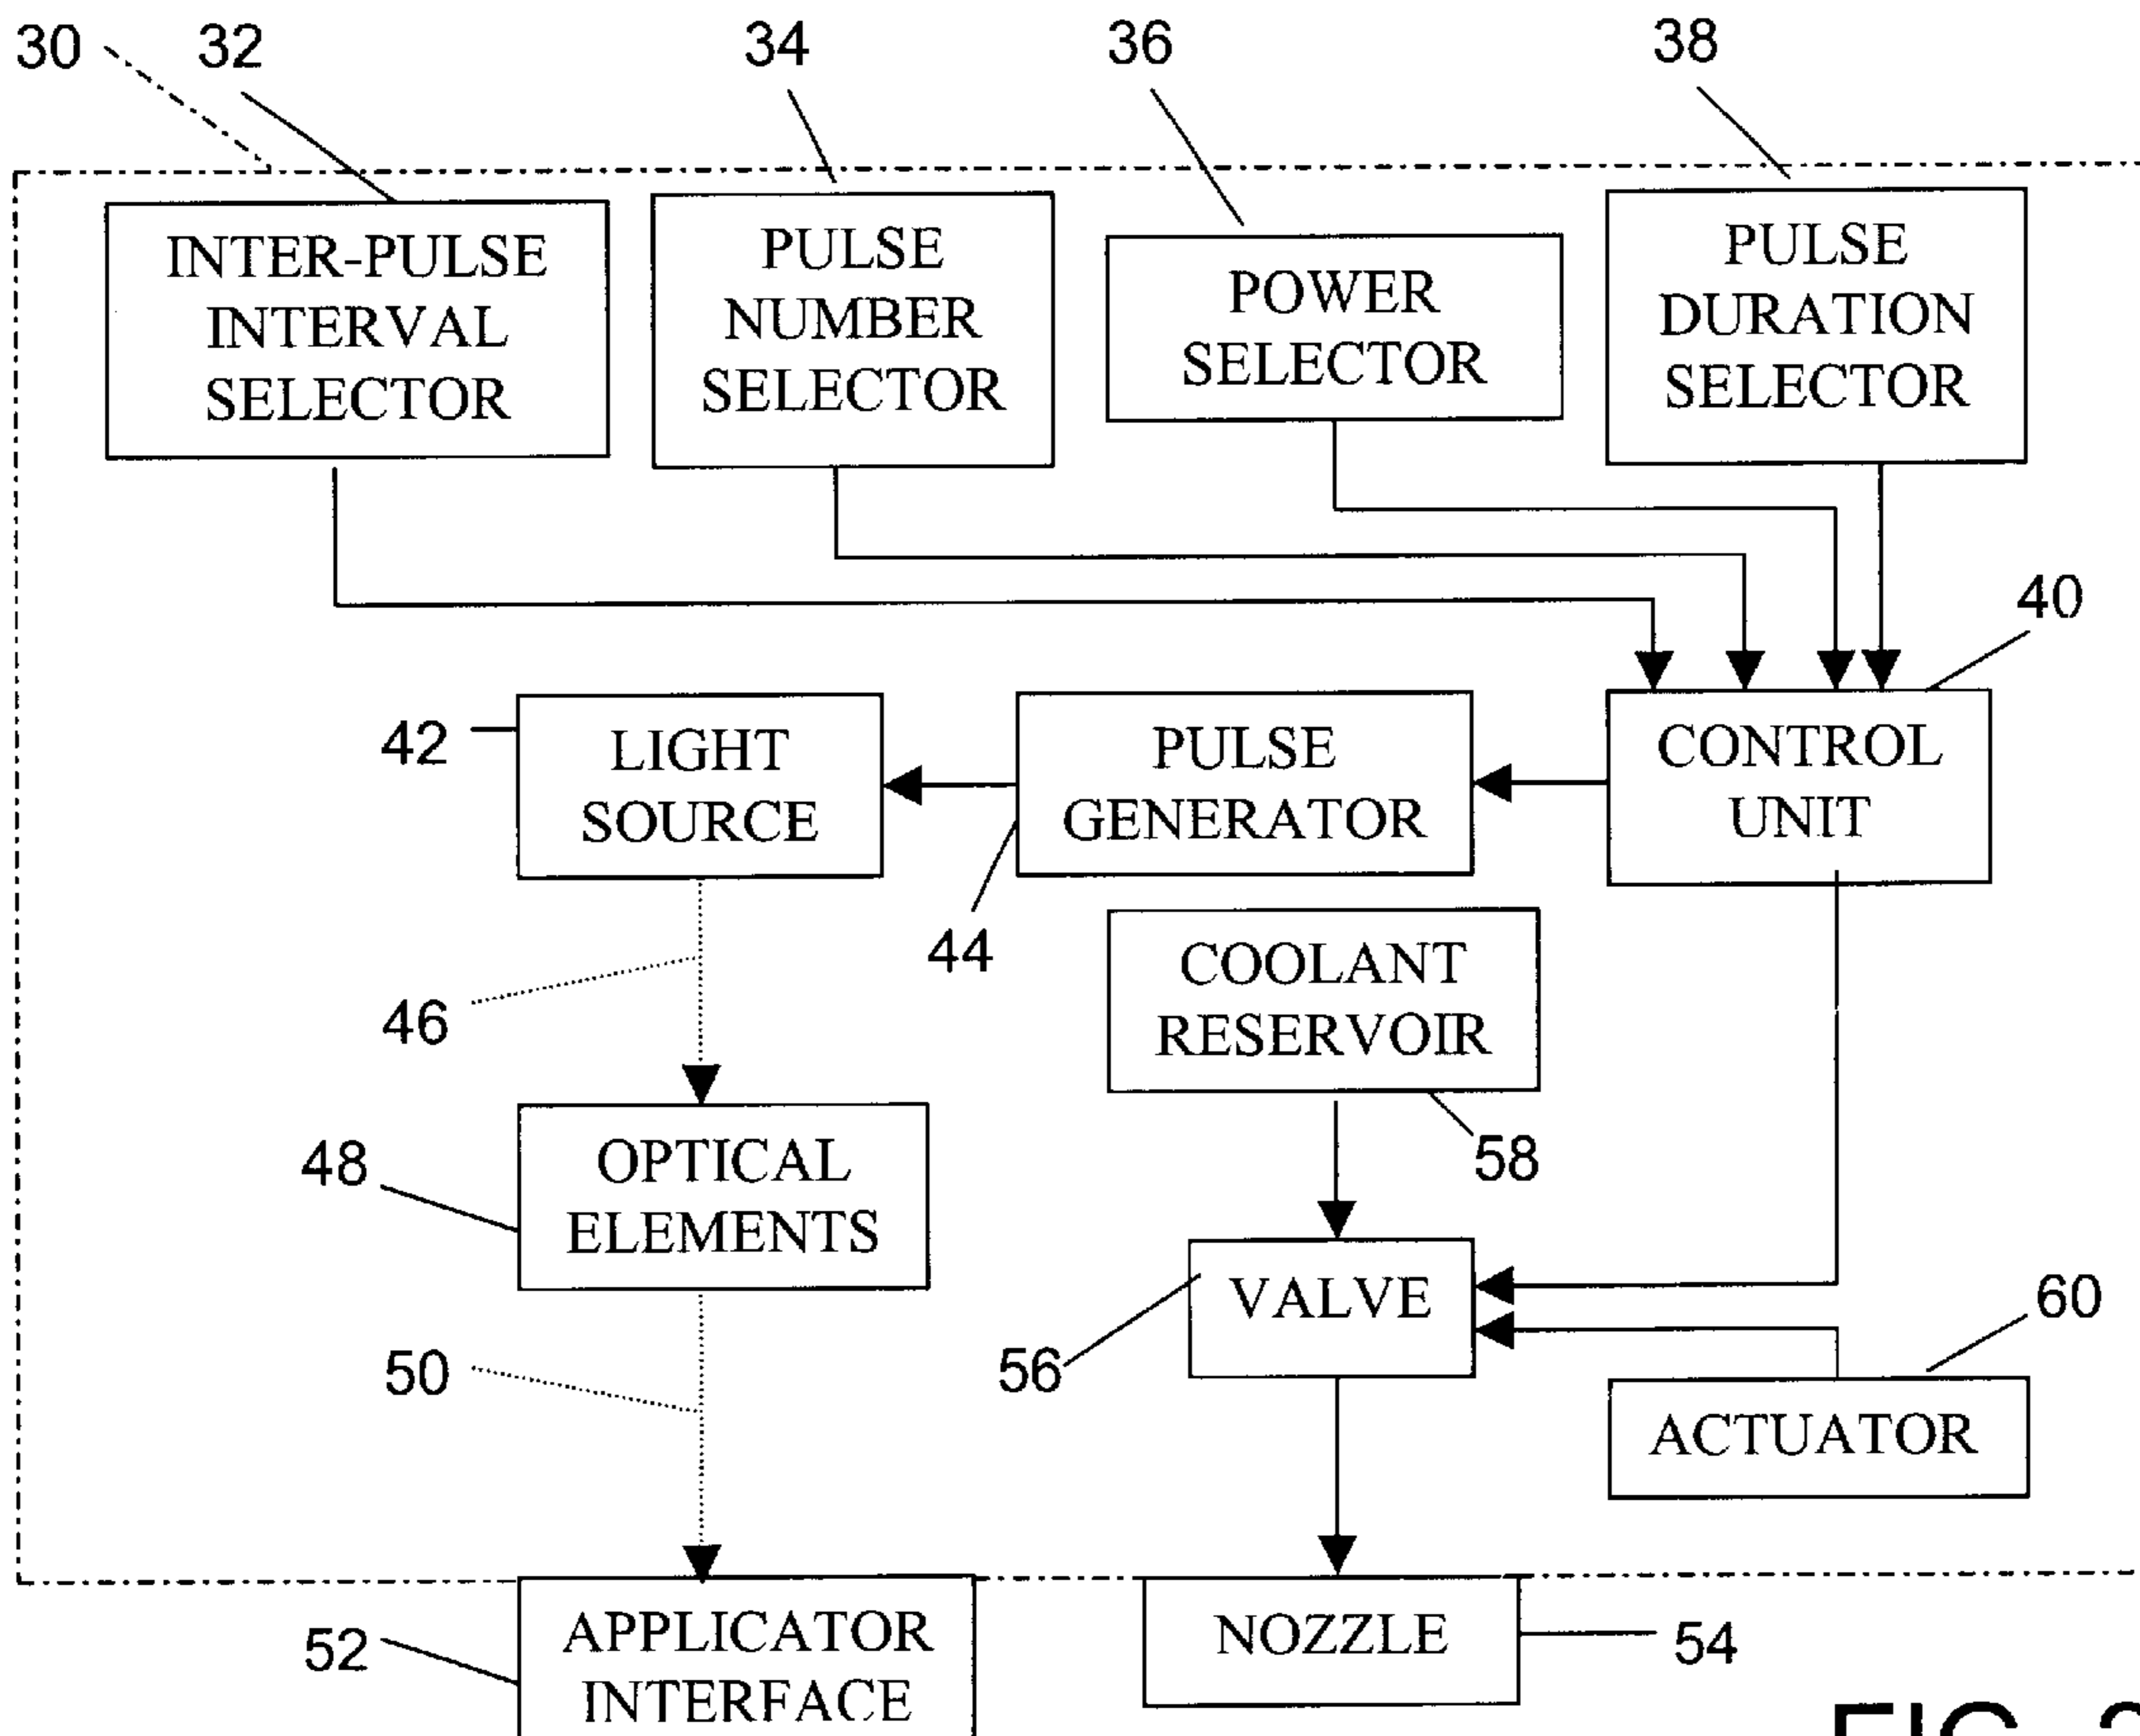 30
32
34
36
38
INTER-PULSE
INTERVAL
SELECTOR
PULSE
NUMBER
SELECTOR
POWER
SELECTOR
PULSE
DURATION
SELECTOR
40
42
LIGHT
SOURCE
PULSE
GENERATOR
CONTROL
UNIT
44
46
COOLANT
RESERVOIR
58
48
OPTICAL
ELEMENTS
VALVE
60
50
56
ACTUATOR
52
APPLICATOR
INTERFACE
NOZZLE
54
FIG.